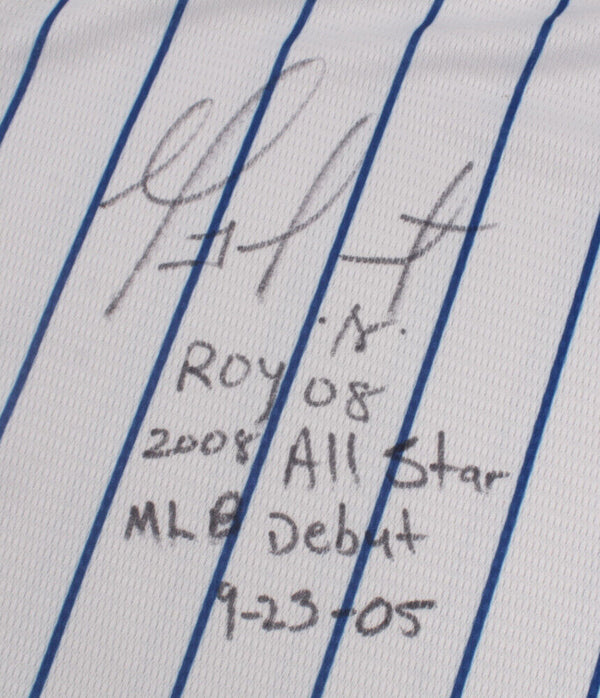 ROY 08
2008 All Star
MLB Debut
9-23-05